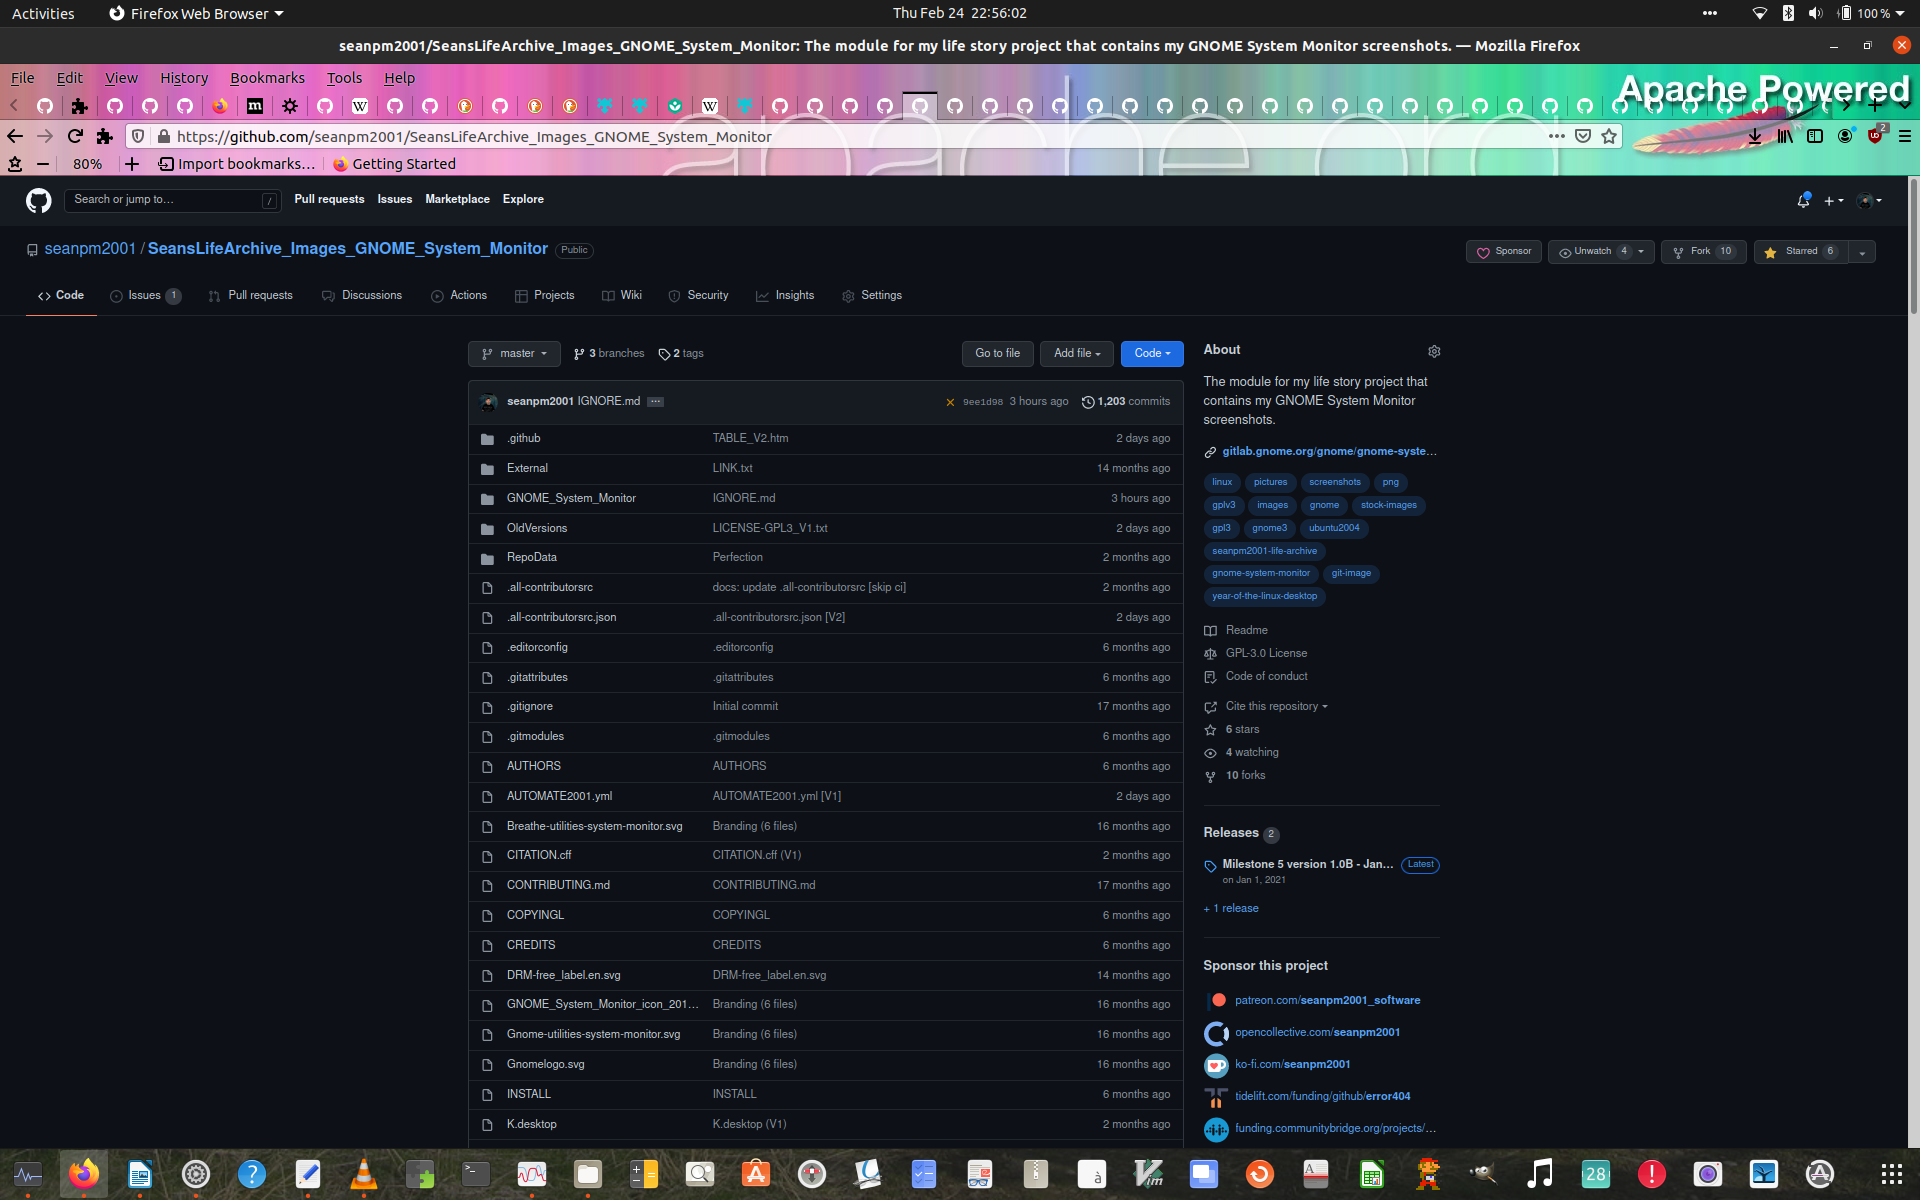 Activities Firefox Web Browser Thu Feb 24 22:56:02 100 %
seanpm2001/SeansLifeArchive_Images_GNOME_System_Monitor: The module for my life story project that contains my GNOME System Monitor screenshots. — Mozilla Firefox
File Edit View History Bookmarks Tools Help
Apache Powered
https://github.com/seanpm2001/SeansLifeArchive_Images_GNOME_System_Monitor
2
80% Import bookmarks... Getting Started
Search or jump to... / Pull requests Issues Marketplace Explore
seanpm2001 / SeansLifeArchive_Images_GNOME_System_Monitor Public
Sponsor Unwatch 4 Fork 10 Starred 6
Code Issues 1 Pull requests Discussions Actions Projects Wiki Security Insights Settings
master 3 branches 2 tags Go to file Add file Code
seanpm2001 IGNORE.md ... 9ee1d98 3 hours ago 1,203 commits
.github TABLE_V2.htm 2 days ago
External LINK.txt 14 months ago
GNOME_System_Monitor IGNORE.md 3 hours ago
OldVersions LICENSE-GPL3_V1.txt 2 days ago
RepoData Perfection 2 months ago
.all-contributorsrc docs: update .all-contributorsrc [skip ci] 2 months ago
.all-contributorsrc.json .all-contributorsrc.json [V2] 2 days ago
.editorconfig .editorconfig 6 months ago
.gitattributes .gitattributes 6 months ago
.gitignore Initial commit 17 months ago
.gitmodules .gitmodules 6 months ago
AUTHORS AUTHORS 6 months ago
AUTOMATE2001.yml AUTOMATE2001.yml [V1] 2 days ago
Breathe-utilities-system-monitor.svg Branding (6 files) 16 months ago
CITATION.cff CITATION.cff (V1) 2 months ago
CONTRIBUTING.md CONTRIBUTING.md 17 months ago
COPYINGL COPYINGL 6 months ago
CREDITS CREDITS 6 months ago
DRM-free_label.en.svg DRM-free_label.en.svg 14 months ago
GNOME_System_Monitor_icon_201... Branding (6 files) 16 months ago
Gnome-utilities-system-monitor.svg Branding (6 files) 16 months ago
Gnomelogo.svg Branding (6 files) 16 months ago
INSTALL INSTALL 6 months ago
K.desktop K.desktop (V1) 2 months ago
About
The module for my life story project that
contains my GNOME System Monitor
screenshots.
gitlab.gnome.org/gnome/gnome-syste...
linux pictures screenshots png
gplv3 images gnome stock-images
gpl3 gnome3 ubuntu2004
seanpm2001-life-archive
gnome-system-monitor git-image
year-of-the-linux-desktop
Readme
GPL-3.0 License
Code of conduct
Cite this repository
6 stars
4 watching
10 forks
Releases 2
Milestone 5 version 1.0B - Jan... Latest
on Jan 1, 2021
+ 1 release
Sponsor this project
patreon.com/seanpm2001_software
opencollective.com/seanpm2001
ko-fi.com/seanpm2001
tidelift.com/funding/github/error404
funding.communitybridge.org/projects/...
28